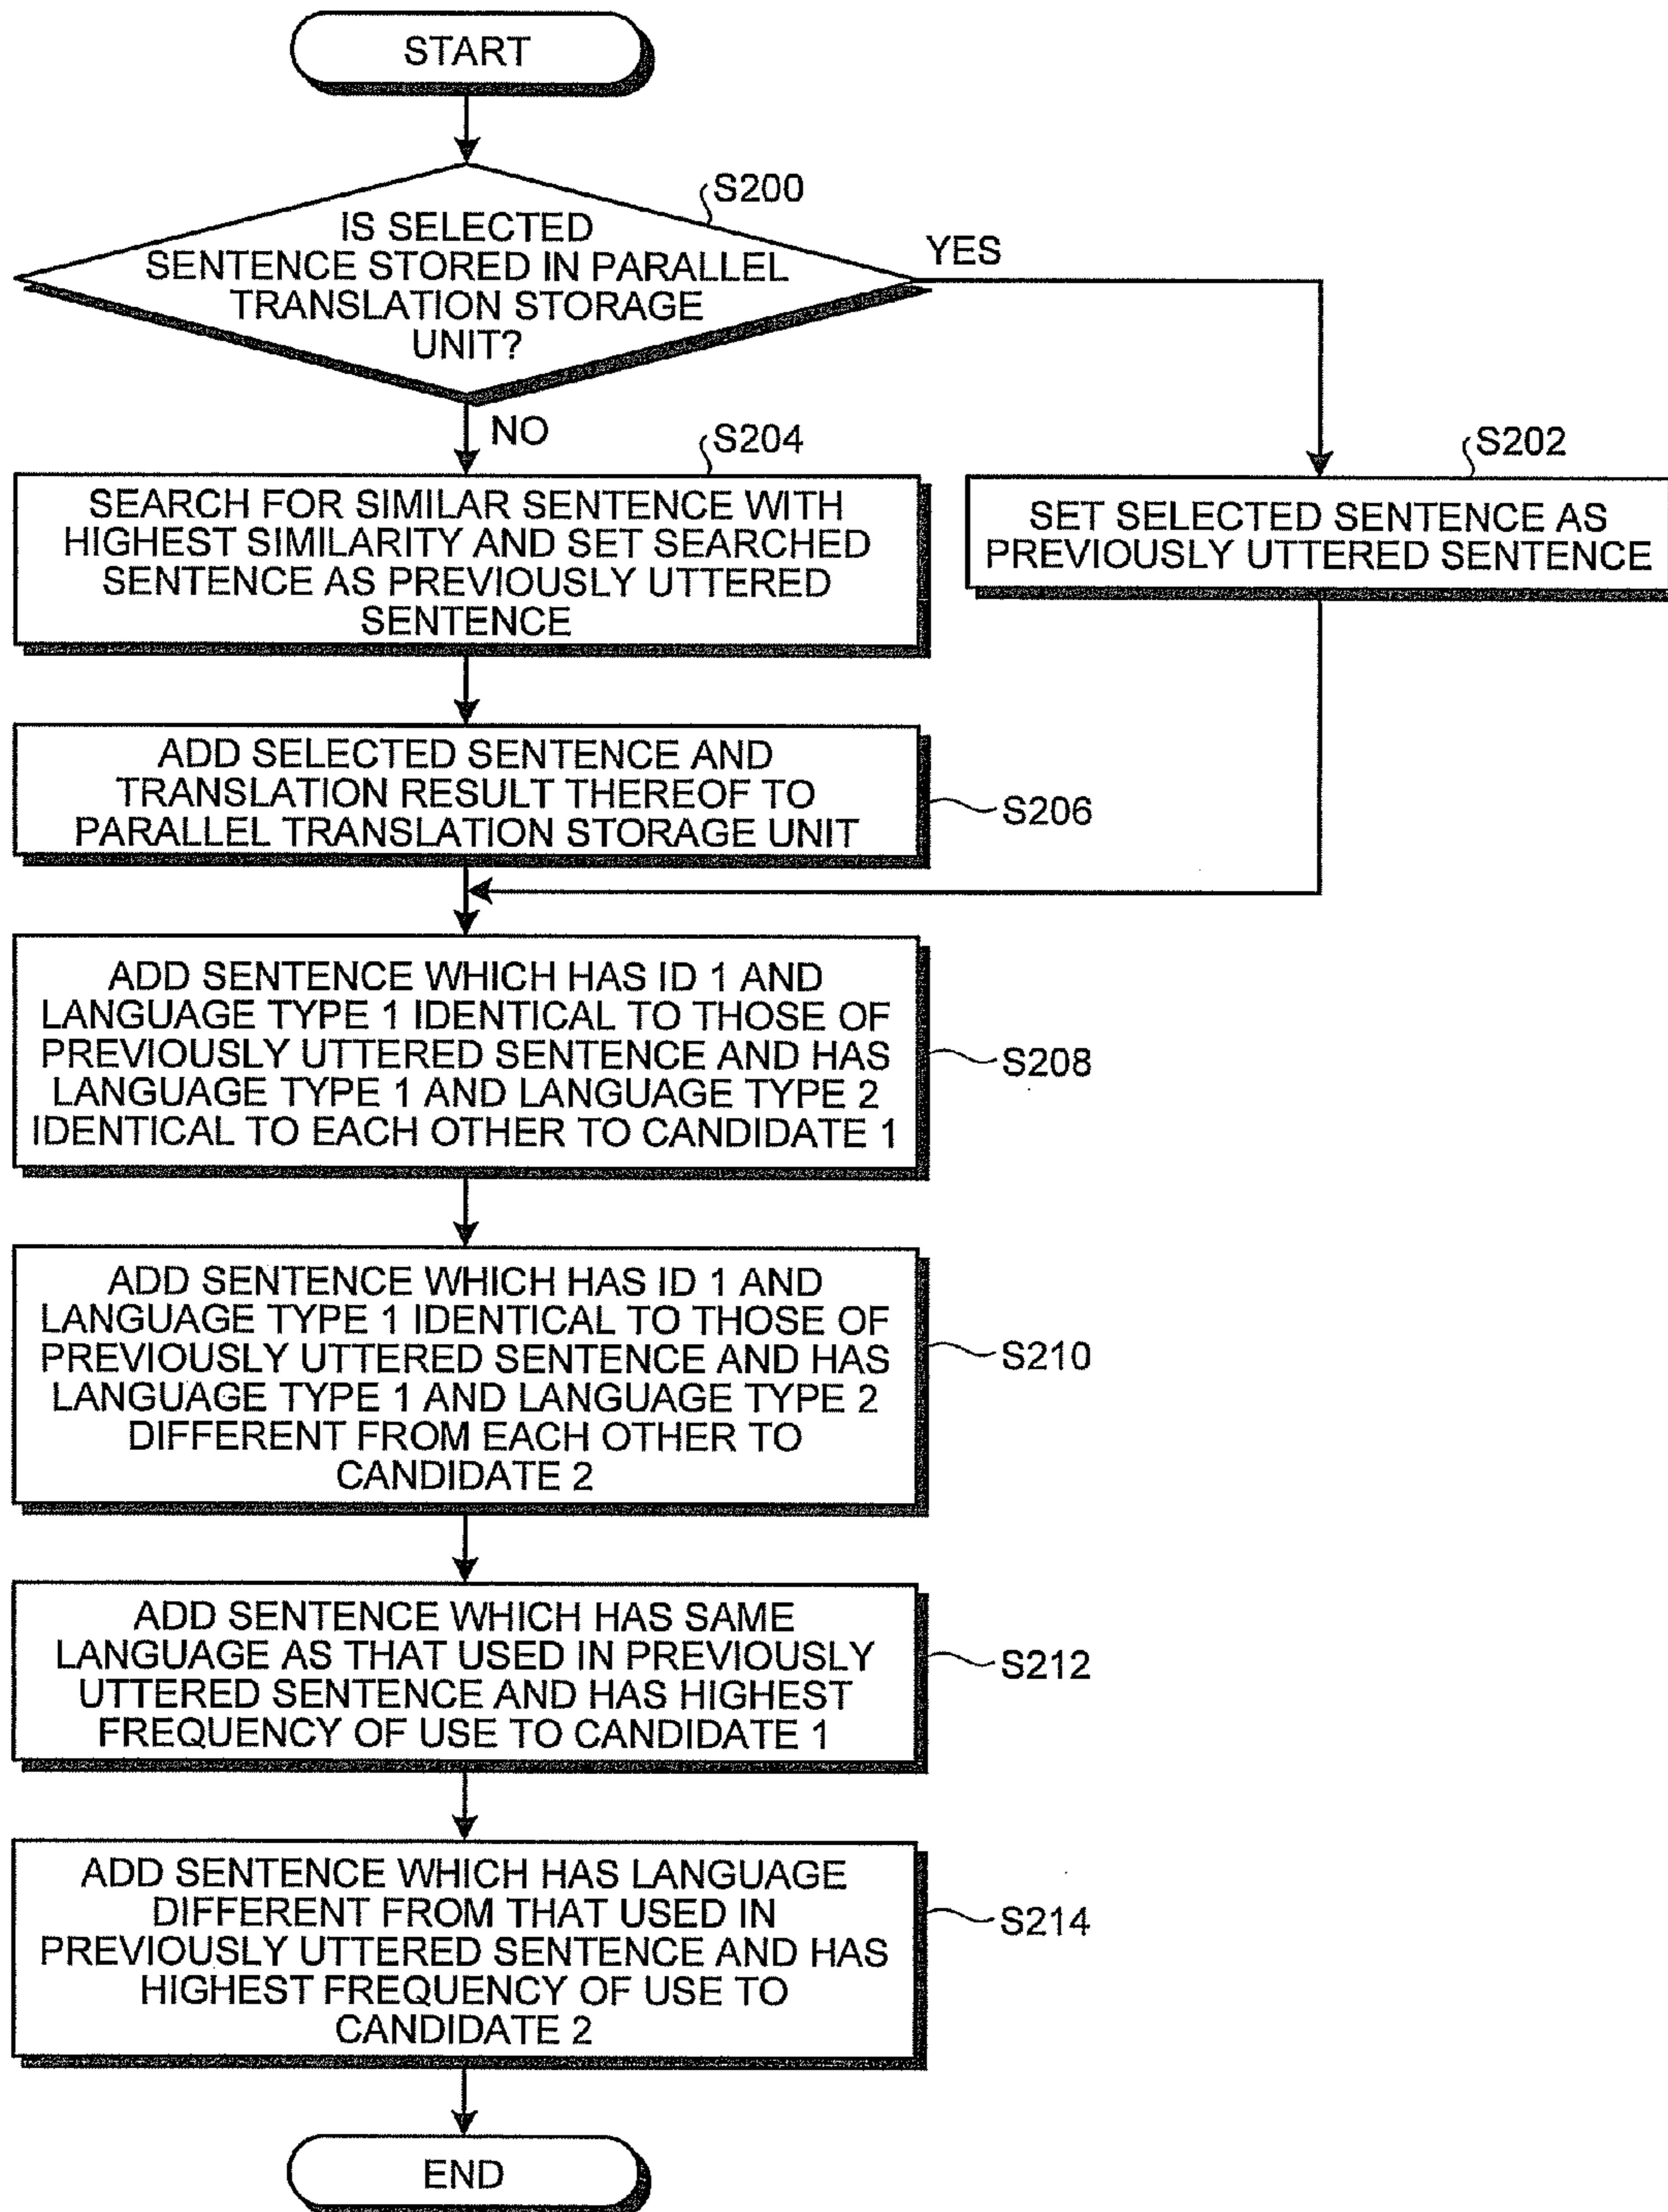 START
S200
IS SELECTED
SENTENCE STORED IN PARALLEL
TRANSLATION STORAGE
UNIT?
YES
NO
S204
SEARCH FOR SIMILAR SENTENCE WITH
HIGHEST SIMILARITY AND SET SEARCHED
SENTENCE AS PREVIOUSLY UTTERED
SENTENCE
S202
SET SELECTED SENTENCE AS
PREVIOUSLY UTTERED SENTENCE
ADD SELECTED SENTENCE AND
TRANSLATION RESULT THEREOF TO
PARALLEL TRANSLATION STORAGE UNIT
S206
ADD SENTENCE WHICH HAS ID 1 AND
LANGUAGE TYPE 1 IDENTICAL TO THOSE OF
PREVIOUSLY UTTERED SENTENCE AND HAS
LANGUAGE TYPE 1 AND LANGUAGE TYPE 2
IDENTICAL TO EACH OTHER TO CANDIDATE 1
S208
ADD SENTENCE WHICH HAS ID 1 AND
LANGUAGE TYPE 1 IDENTICAL TO THOSE OF
PREVIOUSLY UTTERED SENTENCE AND HAS
LANGUAGE TYPE 1 AND LANGUAGE TYPE 2
DIFFERENT FROM EACH OTHER TO
CANDIDATE 2
S210
ADD SENTENCE WHICH HAS SAME
LANGUAGE AS THAT USED IN PREVIOUSLY
UTTERED SENTENCE AND HAS HIGHEST
FREQUENCY OF USE TO CANDIDATE 1
S212
ADD SENTENCE WHICH HAS LANGUAGE
DIFFERENT FROM THAT USED IN
PREVIOUSLY UTTERED SENTENCE AND HAS
HIGHEST FREQUENCY OF USE TO
CANDIDATE 2
S214
END